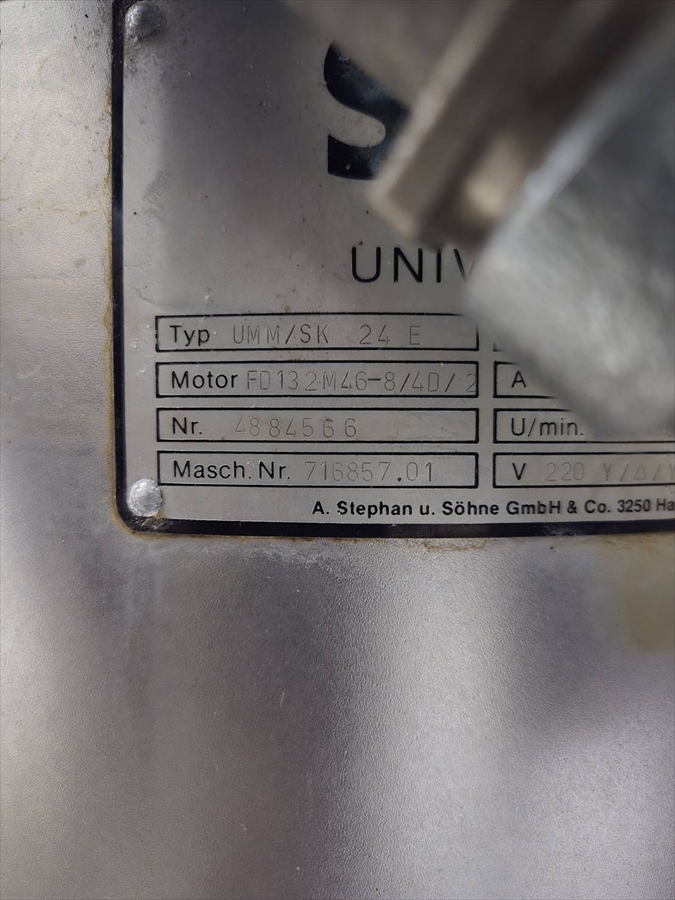 S
UNIV
Typ UMM/SK 24 E
Motor FD132M46-8/4D/2 A
Nr. 4884566 U/min.
Masch. Nr. 716857.01 V 220 Y/Δ/Y
A. Stephan u. Söhne GmbH & Co. 3250 Ha